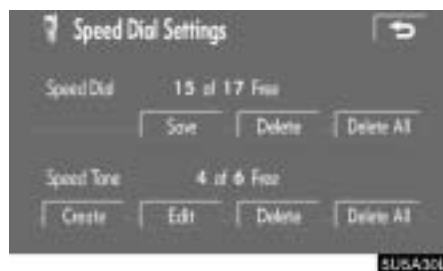 Speed Dial Settings
Speed Dial 15 of 17 Free
Save Delete Delete All
Speed Tone 4 of 6 Free
Create Edit Delete Delete All